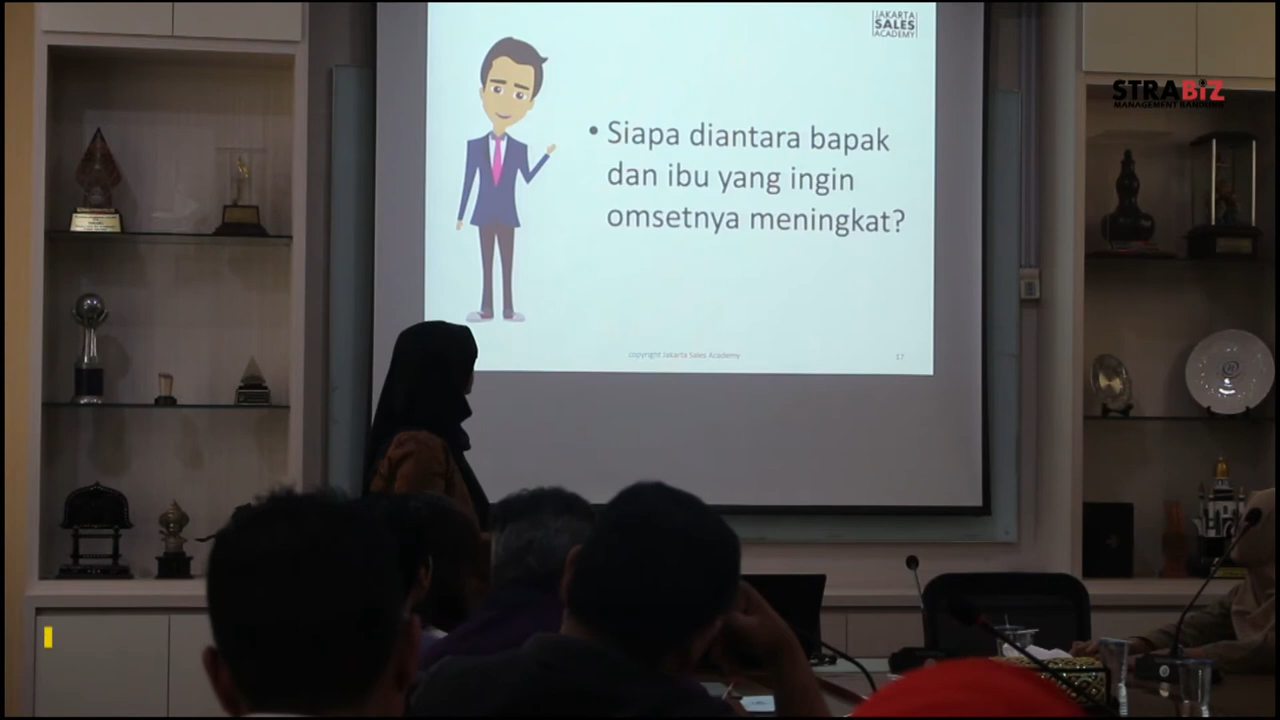 JAKARTA
SALES
ACADEMY
STRABIZ
MANAGEMENT BANDUNG
• Siapa diantara bapak
dan ibu yang ingin
omsetnya meningkat?
copyright Jakarta Sales Academy
17